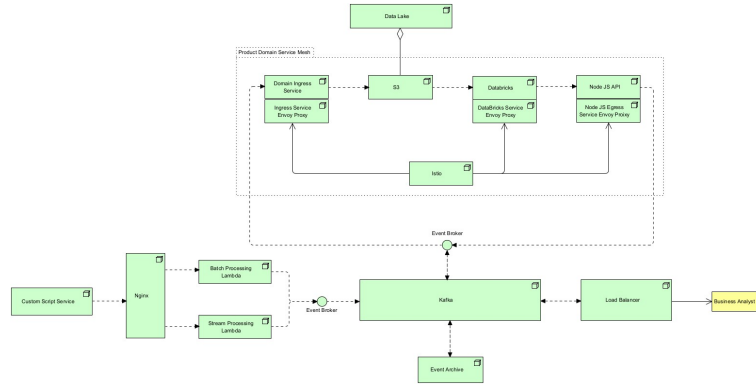 Data Lake
Product Domain Service Mesh
Domain Ingress
Service
S3
Databricks
Node JS API
Ingress Service
Envoy Proxy
DataBricks Service
Envoy Proxy
Node JS Egress
Service Envoy Proixy
Istic
Event Broker
Nginx
Batch Processing
Lambda
Custom Script Service
Stream Processing
Lambda
Event Broker
Kafka
Load Balancer
Business Analyst
Event Archive